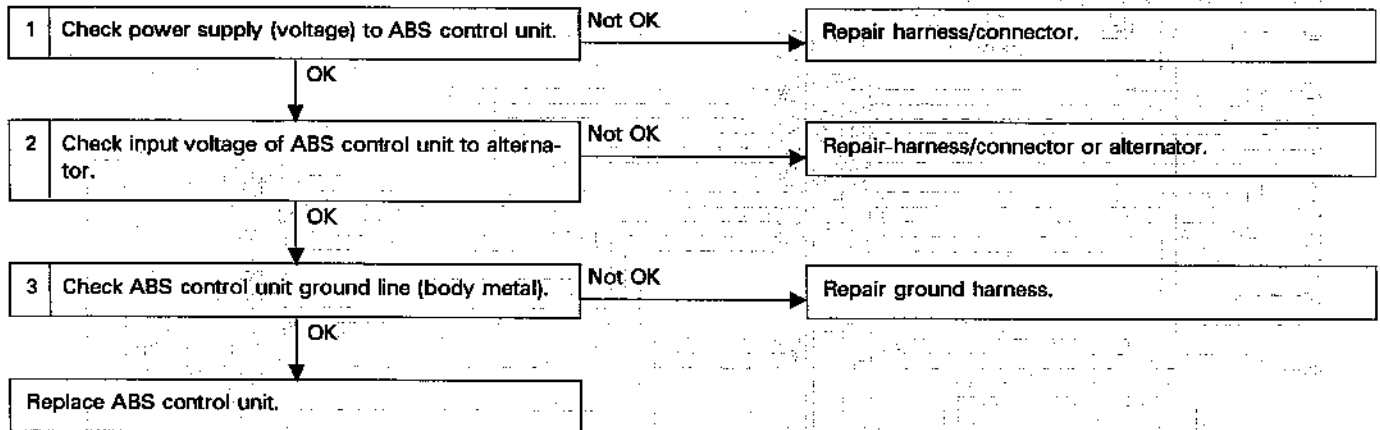 1 Check power supply (voltage) to ABS control unit.
Not OK
Repair harness/connector.
OK
2 Check input voltage of ABS control unit to alterna-
tor.
Not OK
Repair harness/connector or alternator.
OK
3 Check ABS control unit ground line (body metal).
Not OK
Repair ground harness.
OK
Replace ABS control unit.